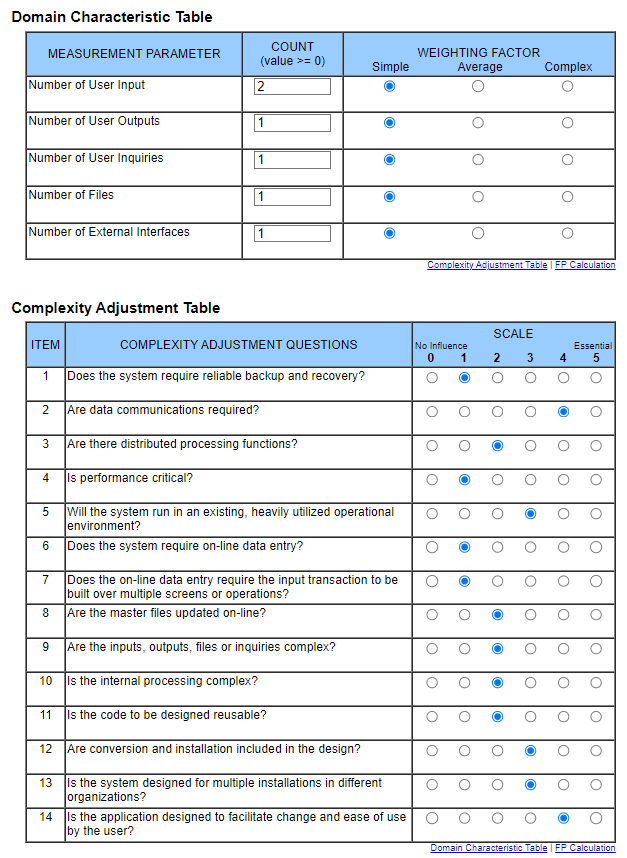 Domain Characteristic Table
MEASUREMENT PARAMETER
COUNT
(value >= 0)
WEIGHTING FACTOR
Simple Average Complex
Number of User Input 2
Number of User Outputs 1
Number of User Inquiries 1
Number of Files 1
Number of External Interfaces 1
Complexity Adjustment Table | FP Calculation
Complexity Adjustment Table
ITEM
COMPLEXITY ADJUSTMENT QUESTIONS
SCALE
No Influence Essential
0 1 2 3 4 5
1 Does the system require reliable backup and recovery?
2 Are data communications required?
3 Are there distributed processing functions?
4 Is performance critical?
5 Will the system run in an existing, heavily utilized operational
environment?
6 Does the system require on-line data entry?
7 Does the on-line data entry require the input transaction to be
built over multiple screens or operations?
8 Are the master files updated on-line?
9 Are the inputs, outputs, files or inquiries complex?
10 Is the internal processing complex?
11 Is the code to be designed reusable?
12 Are conversion and installation included in the design?
13 Is the system designed for multiple installations in different
organizations?
14 Is the application designed to facilitate change and ease of use
by the user?
Domain Characteristic Table | FP Calculation